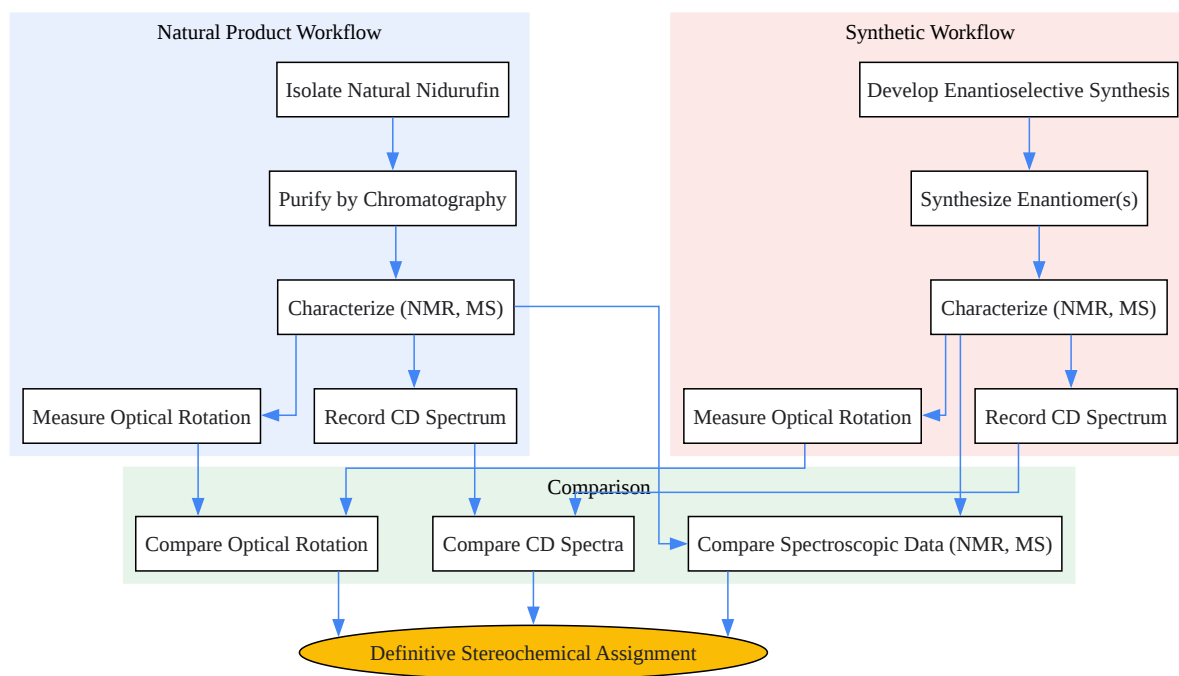 Natural Product Workflow
Synthetic Workflow
Isolate Natural Nidurufin
Develop Enantioselective Synthesis
Purify by Chromatography
Synthesize Enantiomer(s)
Characterize (NMR, MS)
Characterize (NMR, MS)
Measure Optical Rotation
Record CD Spectrum
Measure Optical Rotation
Record CD Spectrum
Comparison
Compare Optical Rotation
Compare CD Spectra
Compare Spectroscopic Data (NMR, MS)
Definitive Stereochemical Assignment